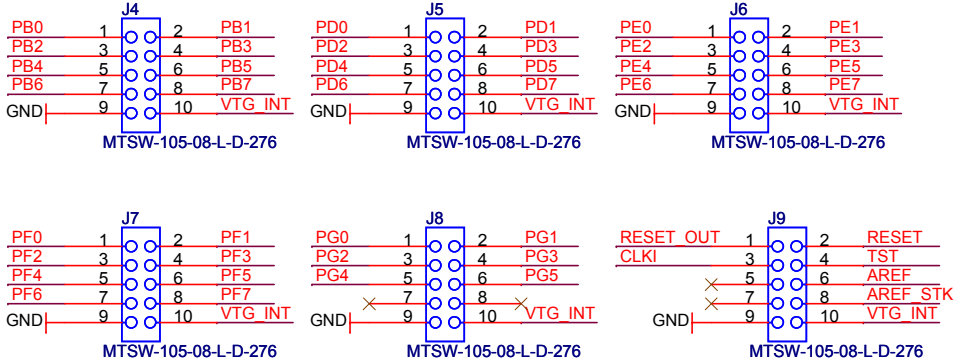 J4 J5 J6
PB0 1 2 PB1 PD0 1 2 PD1 PE0 1 2 PE1
PB2 3 4 PB3 PD2 3 4 PD3 PE2 3 4 PE3
PB4 5 6 PB5 PD4 5 6 PD5 PE4 5 6 PE5
PB6 7 8 PB7 PD6 7 8 PD7 PE6 7 8 PE7
GND 9 10 VTG_INT GND 9 10 VTG_INT GND 9 10 VTG_INT
MTSW-105-08-L-D-276 MTSW-105-08-L-D-276 MTSW-105-08-L-D-276
J7 J8 J9
PF0 1 2 PF1 PG0 1 2 PG1 RESET_OUT 1 2 RESET
PF2 3 4 PF3 PG2 3 4 PG3 CLKI 3 4 TST
PF4 5 6 PF5 PG4 5 6 PG5 5 6 AREF
PF6 7 8 PF7 7 8 7 8 AREF_STK
GND 9 10 VTG_INT GND 9 10 VTG_INT GND 9 10 VTG_INT
MTSW-105-08-L-D-276 MTSW-105-08-L-D-276 MTSW-105-08-L-D-276